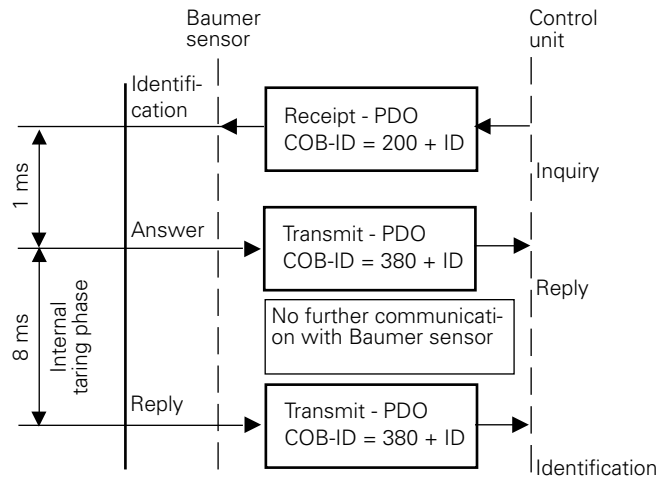 Baumer
sensor
Control
unit
Identifi-
cation
Receipt - PDO
COB-ID = 200 + ID
1 ms
Inquiry
Answer
Transmit - PDO
COB-ID = 380 + ID
Reply
No further communicati-
on with Baumer sensor
8 ms
Internal
taring phase
Reply
Transmit - PDO
COB-ID = 380 + ID
Identification